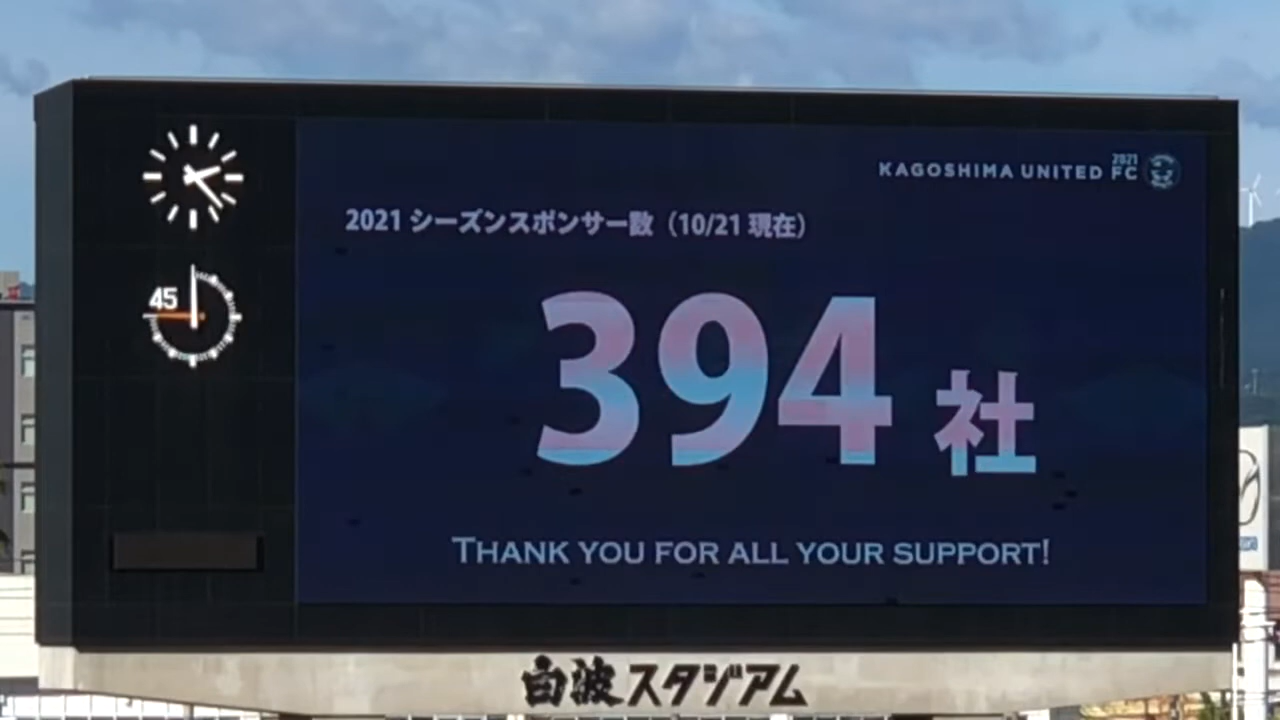 KAGOSHIMA UNITED FC 2021
2021 シーズンスポンサー数（10/21 現在）
45
394 社
THANK YOU FOR ALL YOUR SUPPORT!
白波スタジアム